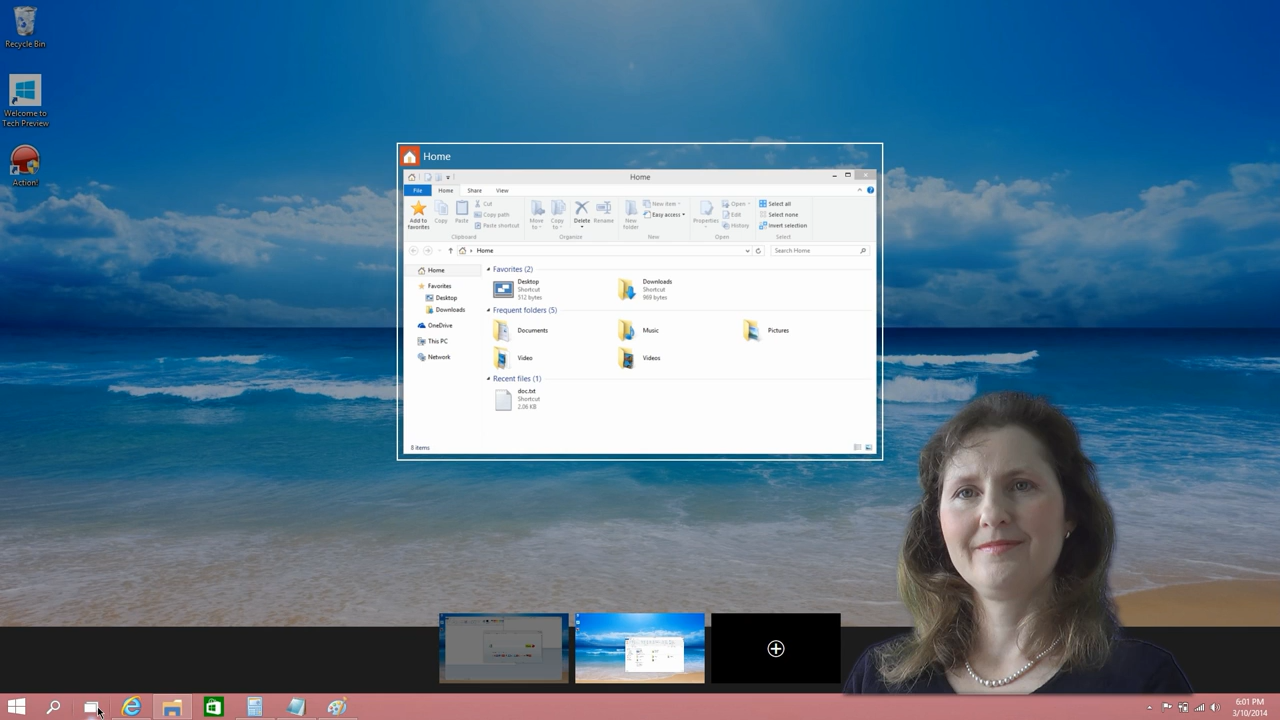 Recycle Bin
Welcome to
Tech Preview
Action!
Home
Home
File
Home
Share
View
Add to
favorites
Copy
Paste
Cut
Copy path
Paste shortcut
Clipboard
Move
to
Copy
to
Delete
Rename
Organize
New
folder
New item
Easy access
New
Properties
Open
Edit
History
Open
Select all
Select none
Invert selection
Select
Home
Search Home
Home
Favorites
Desktop
Downloads
OneDrive
This PC
Network
Favorites (2)
Desktop
Shortcut
512 bytes
Downloads
Shortcut
969 bytes
Frequent folders (5)
Documents
Music
Pictures
Video
Videos
Recent files (1)
doc.txt
Shortcut
2.06 KB
8 items
6:01 PM
3/10/2014